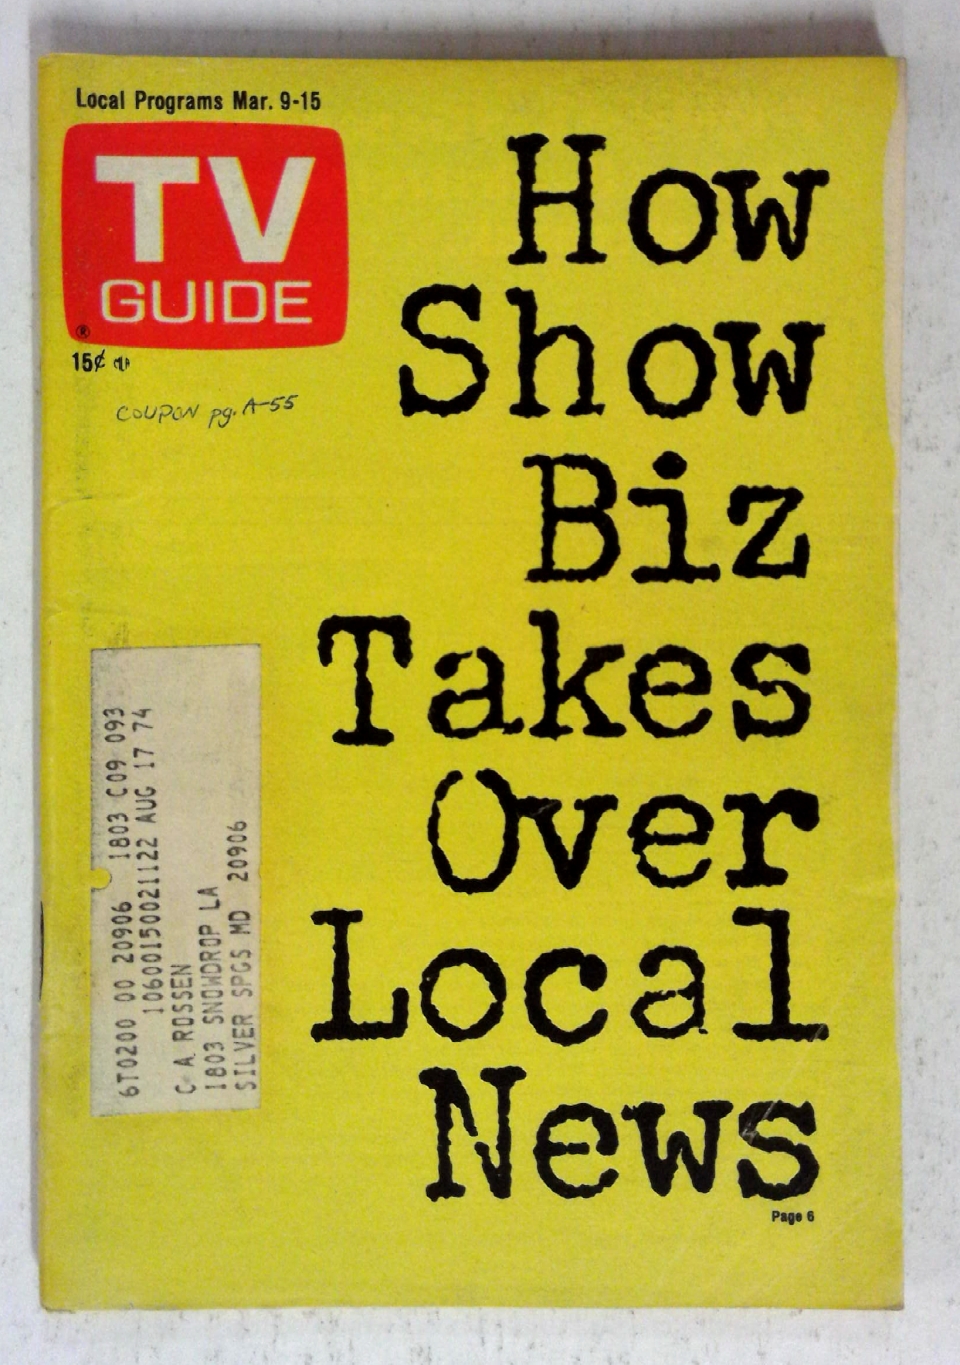 Local Programs Mar. 9-15
TV
GUIDE
®
15¢
COUPON pg. A-55
How
Show
Biz
Takes
Over
Local
News
Page 6
6T0200 00 20906 1803 C09 093
10600150021122 AUG 17 74
C A ROSSEN
1803 SNOWDROP LA
SILVER SPGS MD 20906